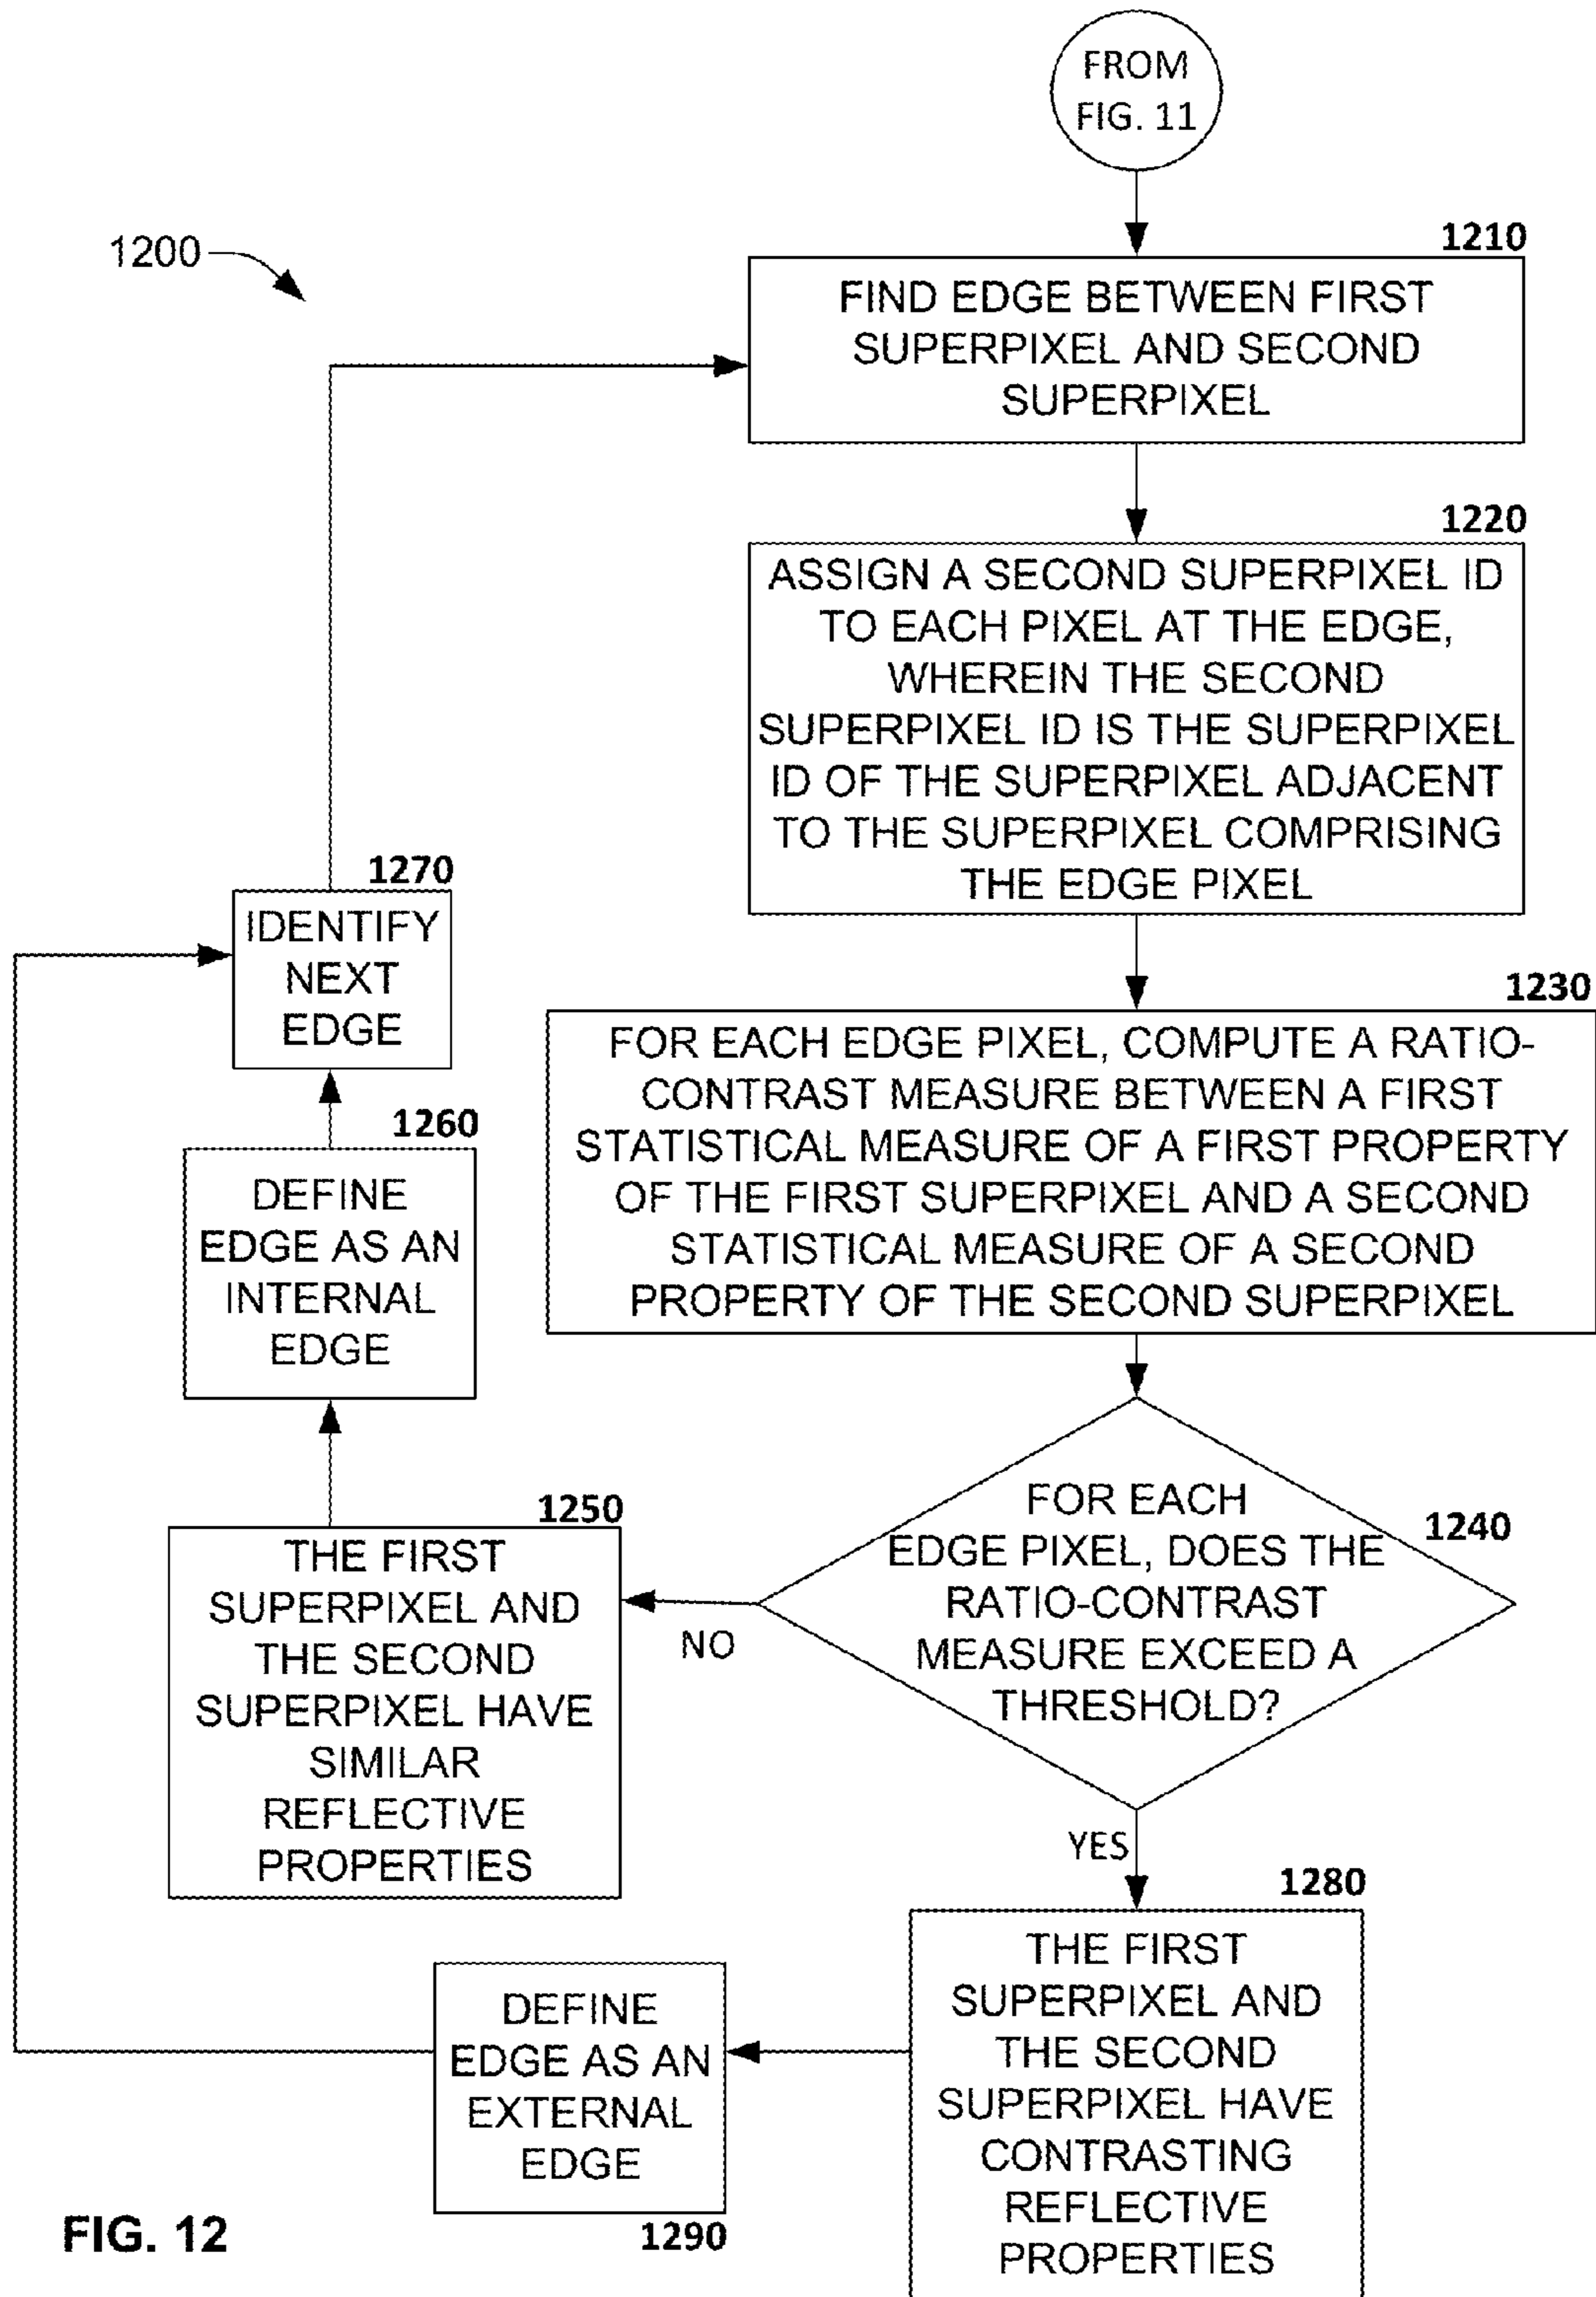 FROM
FIG. 11
1200
1210
FIND EDGE BETWEEN FIRST
SUPERPIXEL AND SECOND
SUPERPIXEL
1220
ASSIGN A SECOND SUPERPIXEL ID
TO EACH PIXEL AT THE EDGE,
WHEREIN THE SECOND
SUPERPIXEL ID IS THE SUPERPIXEL
ID OF THE SUPERPIXEL ADJACENT
TO THE SUPERPIXEL COMPRISING
THE EDGE PIXEL
1230
FOR EACH EDGE PIXEL, COMPUTE A RATIO-
CONTRAST MEASURE BETWEEN A FIRST
STATISTICAL MEASURE OF A FIRST PROPERTY
OF THE FIRST SUPERPIXEL AND A SECOND
STATISTICAL MEASURE OF A SECOND
PROPERTY OF THE SECOND SUPERPIXEL
1240
FOR EACH
EDGE PIXEL, DOES THE
RATIO-CONTRAST
MEASURE EXCEED A
THRESHOLD?
NO
1250
THE FIRST
SUPERPIXEL AND
THE SECOND
SUPERPIXEL HAVE
SIMILAR
REFLECTIVE
PROPERTIES
1260
DEFINE
EDGE AS AN
INTERNAL
EDGE
1270
IDENTIFY
NEXT
EDGE
YES
1280
THE FIRST
SUPERPIXEL AND
THE SECOND
SUPERPIXEL HAVE
CONTRASTING
REFLECTIVE
PROPERTIES
DEFINE
EDGE AS AN
EXTERNAL
EDGE
1290
FIG. 12